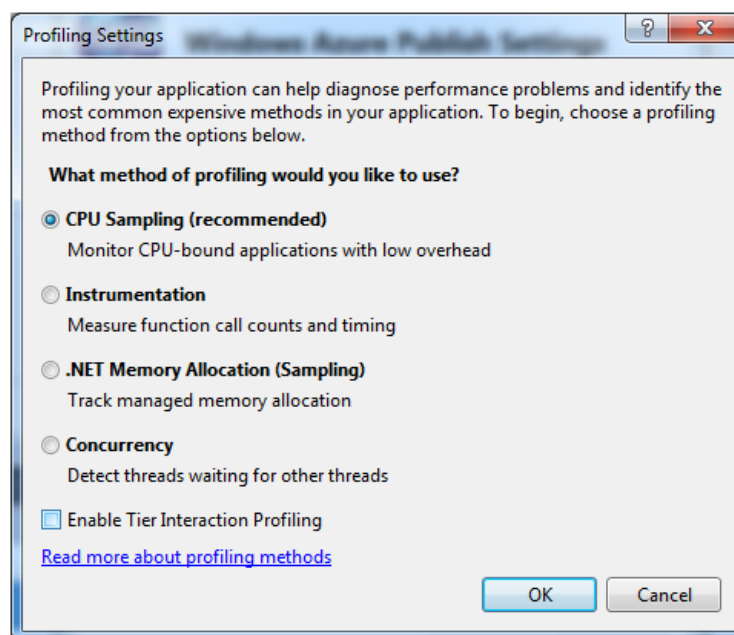 Profiling Settings
Windows Azure Publish Settings
Profiling your application can help diagnose performance problems and identify the
most common expensive methods in your application. To begin, choose a profiling
method from the options below.
What method of profiling would you like to use?
CPU Sampling (recommended)
Monitor CPU-bound applications with low overhead
Instrumentation
Measure function call counts and timing
.NET Memory Allocation (Sampling)
Track managed memory allocation
Concurrency
Detect threads waiting for other threads
Enable Tier Interaction Profiling
Read more about profiling methods
OK
Cancel